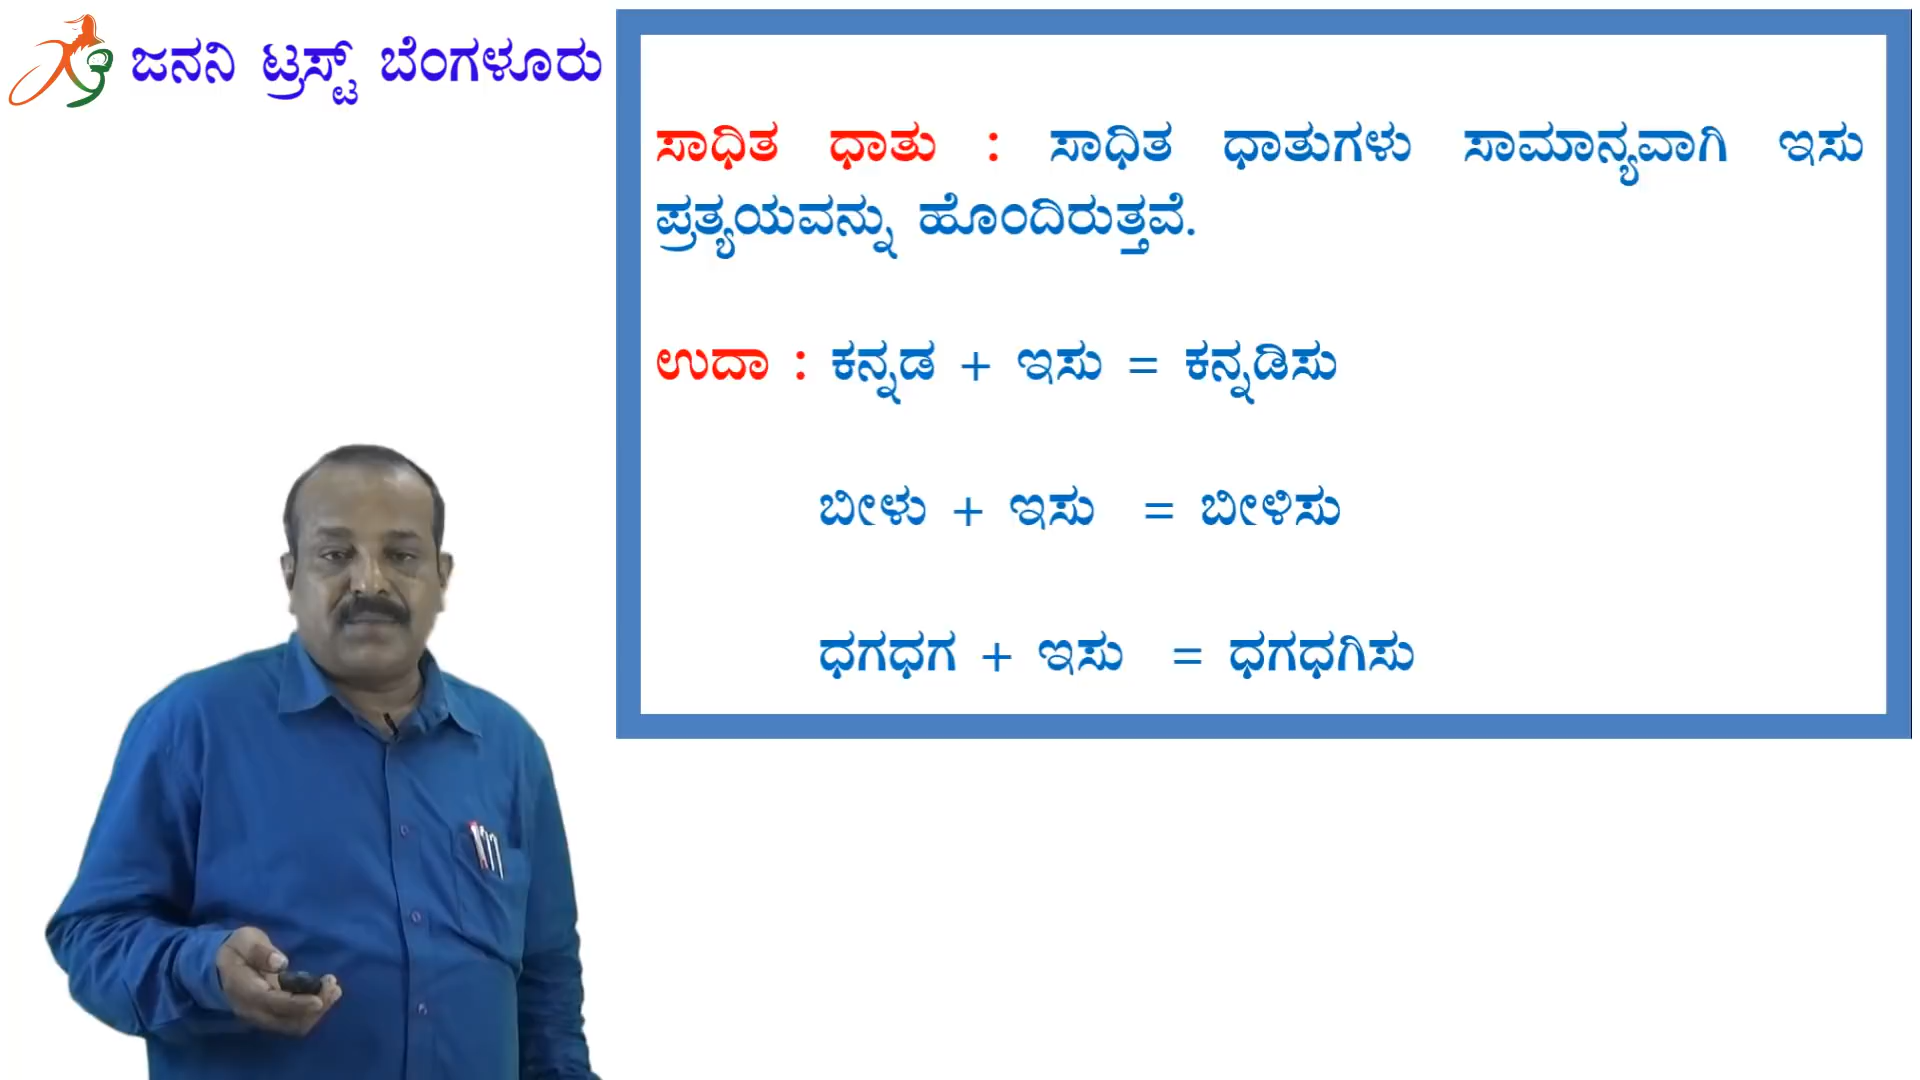 ಜನನಿ ಟ್ರಸ್ಟ್ ಬೆಂಗಳೂರು
ಸಾಧಿತ ಧಾತು : ಸಾಧಿತ ಧಾತುಗಳು ಸಾಮಾನ್ಯವಾಗಿ ಇಸು
ಪ್ರತ್ಯಯವನ್ನು ಹೊಂದಿರುತ್ತವೆ.
ಉದಾ : ಕನ್ನಡ + ಇಸು = ಕನ್ನಡಿಸು
ಬೀಳು + ಇಸು = ಬೀಳಿಸು
ಧಗಧಗ + ಇಸು = ಧಗಧಗಿಸು